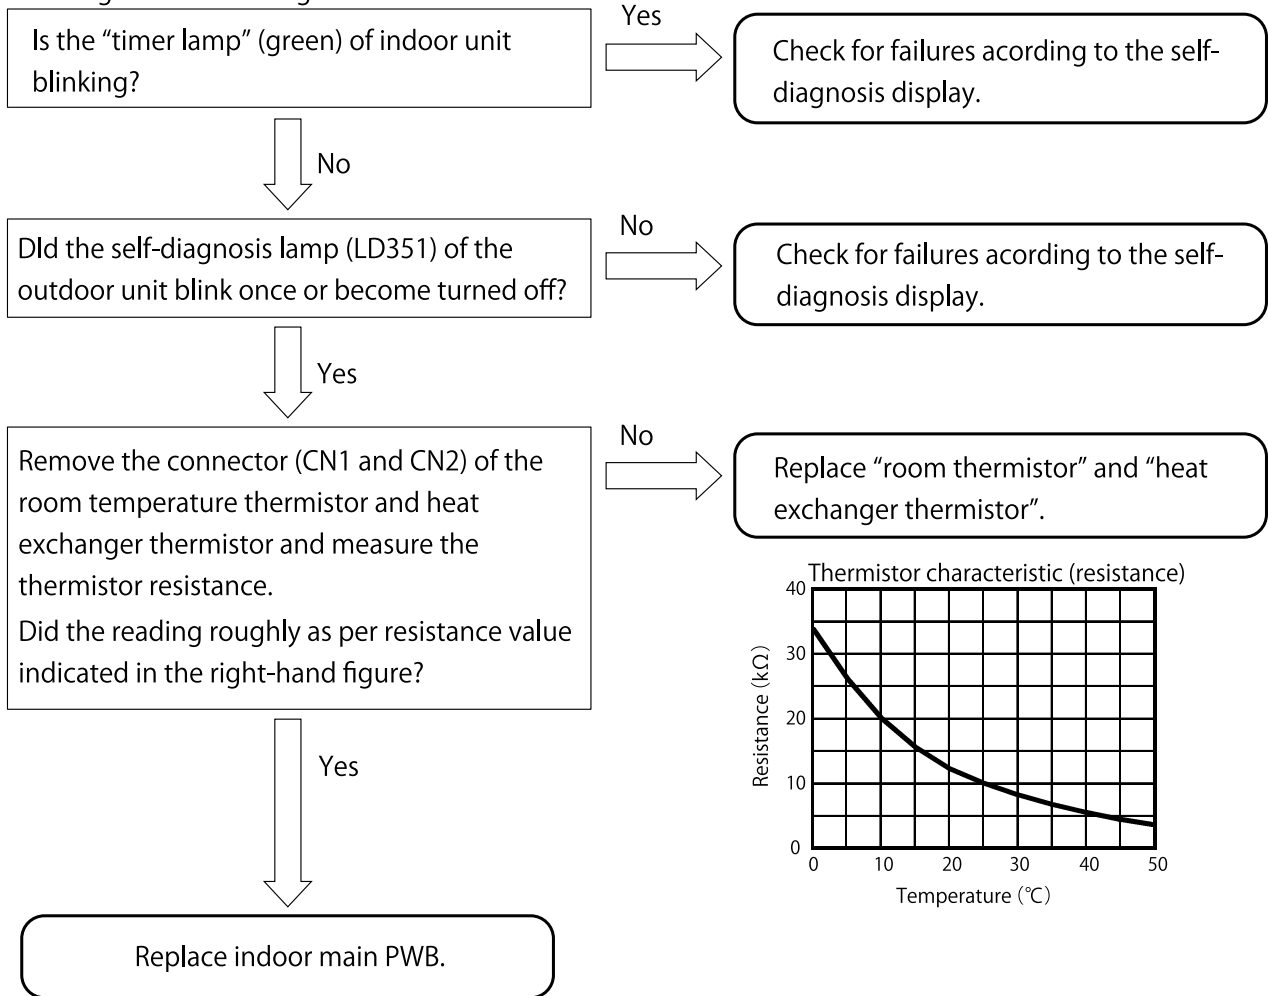 Is the “timer lamp” (green) of indoor unit
blinking?
Yes
Check for failures acording to the self-
diagnosis display.
No
DId the self-diagnosis lamp (LD351) of the
outdoor unit blink once or become turned off?
No
Check for failures acording to the self-
diagnosis display.
Yes
Remove the connector (CN1 and CN2) of the
room temperature thermistor and heat
exchanger thermistor and measure the
thermistor resistance.
Did the reading roughly as per resistance value
indicated in the right-hand figure?
No
Replace “room thermistor” and “heat
exchanger thermistor”.
Thermistor characteristic (resistance)
40
30
20
10
0
Resistance (kΩ)
0 10 20 30 40 50
Temperature (℃)
Yes
Replace indoor main PWB.